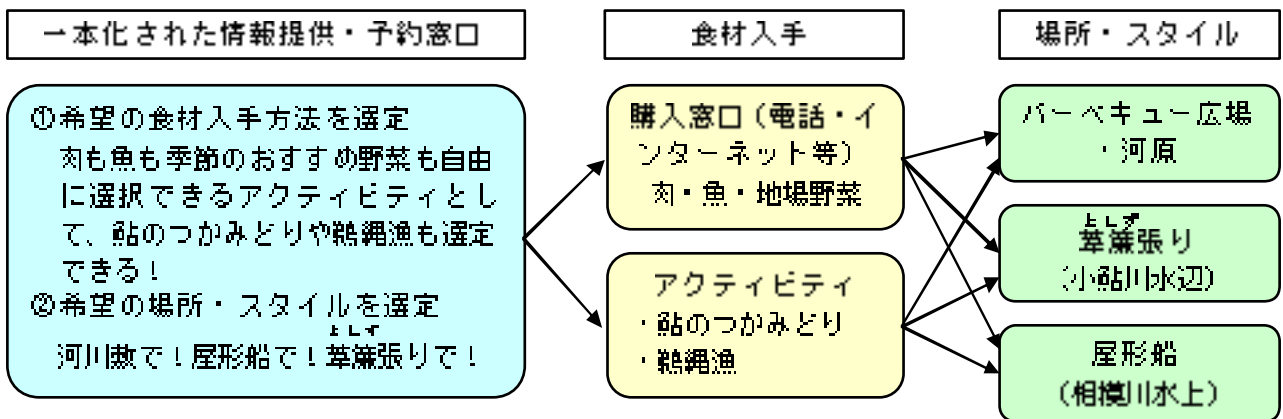 一本化された情報提供・予約窓口
食材入手
場所・スタイル
①希望の食材入手方法を選定
肉も魚も季節のおすすめ野菜も自由
に選択できるアクティビティとし
て、鮎のつかみどりや鵜縄漁も選定
できる！
②希望の場所・スタイルを選定
よしず
河川敷で！屋形船で！葦簾張りで！
購入窓口（電話・イ
ンターネット等）
肉・魚・地場野菜
アクティビティ
・鮎のつかみどり
・鵜縄漁
バーベキュー広場
・河原
よしず
葦簾張り
（小鮎川水辺）
屋形船
（相模川水上）